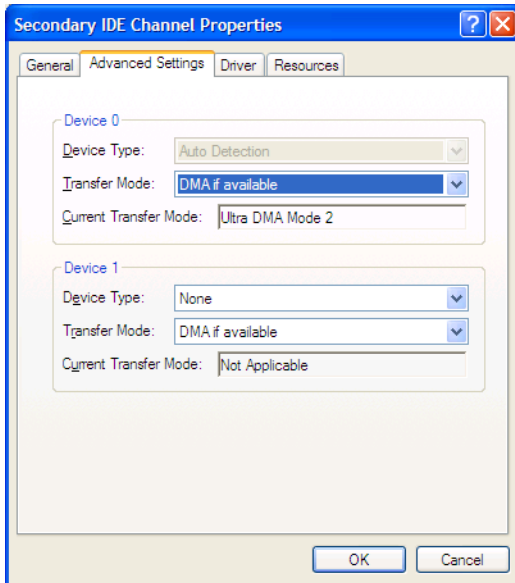 Secondary IDE Channel Properties
General Advanced Settings Driver Resources
Device 0
Device Type: Auto Detection
Transfer Mode: DMA if available
Current Transfer Mode: Ultra DMA Mode 2
Device 1
Device Type: None
Transfer Mode: DMA if available
Current Transfer Mode: Not Applicable
OK Cancel